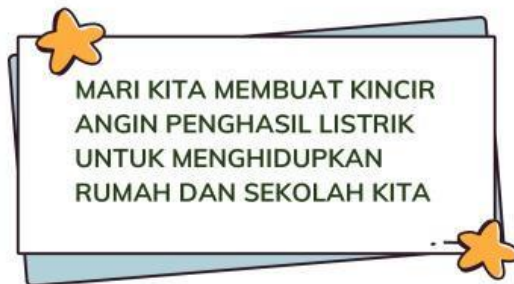 MARI KITA MEMBUAT KINCIR
ANGIN PENGHASIL LISTRIK
UNTUK MENGHIDUPKAN
RUMAH DAN SEKOLAH KITA